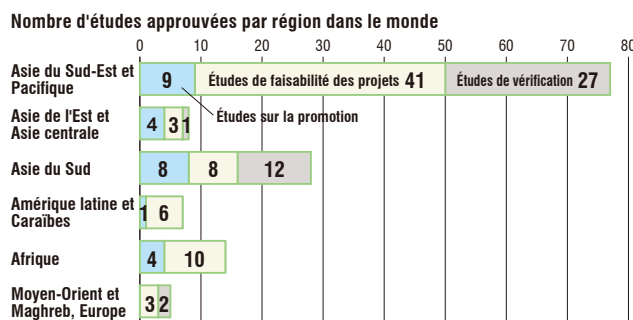 Nombre d'études approuvées par région dans le monde
0 10 20 30 40 50 60 70 80
Asie du Sud-Est et
Pacifique
9 Études de faisabilité des projets 41 Études de vérification 27
Études sur la promotion
Asie de l'Est et
Asie centrale
4 3 1
Asie du Sud
8 8 12
Amérique latine et
Caraïbes
1 6
Afrique
4 10
Moyen-Orient et
Maghreb, Europe
3 2